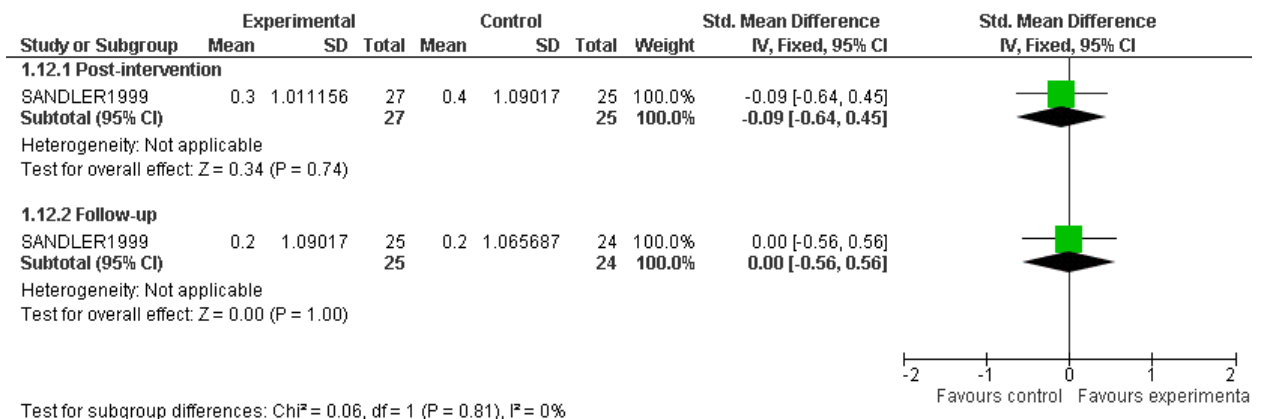 Experimental Control Std. Mean Difference Std. Mean Difference
Study or Subgroup Mean SD Total Mean SD Total Weight IV, Fixed, 95% CI IV, Fixed, 95% CI
1.12.1 Post-intervention
SANDLER1999 0.3 1.011156 27 0.4 1.09017 25 100.0% -0.09 [-0.64, 0.45]
Subtotal (95% CI) 27 25 100.0% -0.09 [-0.64, 0.45]
Heterogeneity: Not applicable
Test for overall effect: Z = 0.34 (P = 0.74)
1.12.2 Follow-up
SANDLER1999 0.2 1.09017 25 0.2 1.065687 24 100.0% 0.00 [-0.56, 0.56]
Subtotal (95% CI) 25 24 100.0% 0.00 [-0.56, 0.56]
Heterogeneity: Not applicable
Test for overall effect: Z = 0.00 (P = 1.00)
-2 -1 0 1 2
Favours control Favours experimenta
Test for subgroup differences: Chi² = 0.06, df = 1 (P = 0.81), I² = 0%